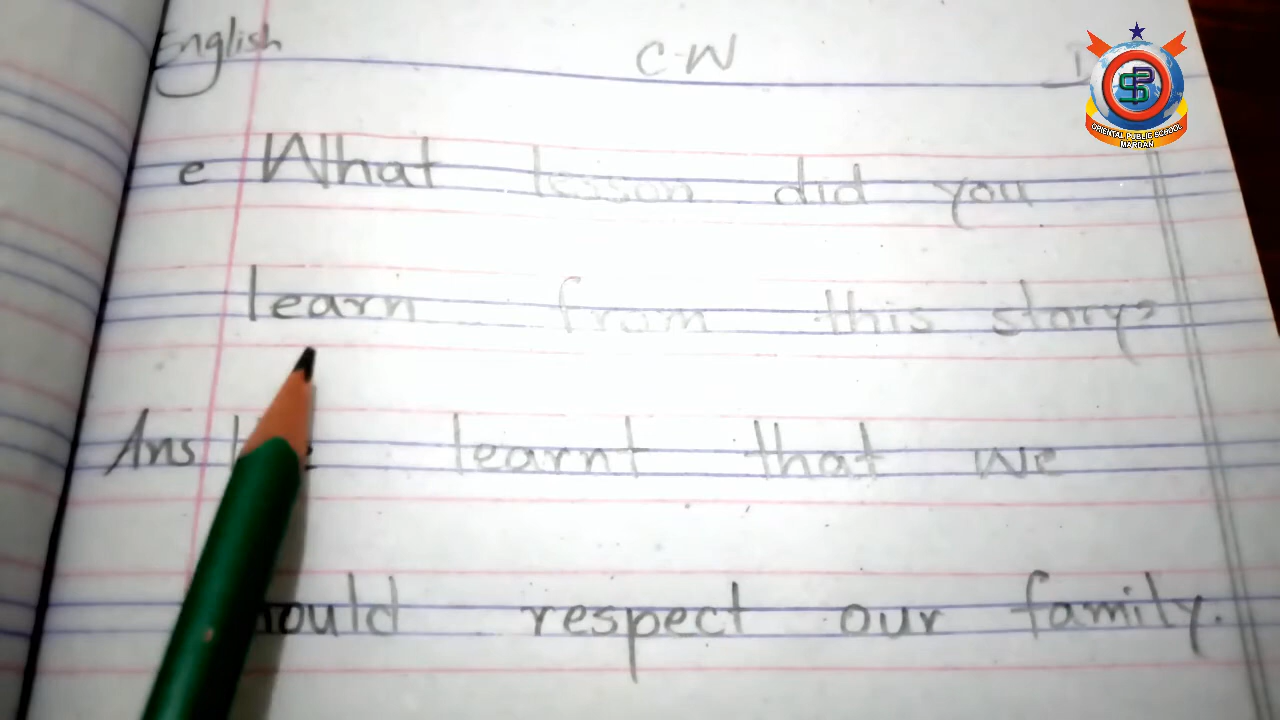 English C-W
e What lesson did you
learn from this story?
Ans learnt that we
respect our family.
ORIENTAL PUBLIC SCHOOL
MARDAN